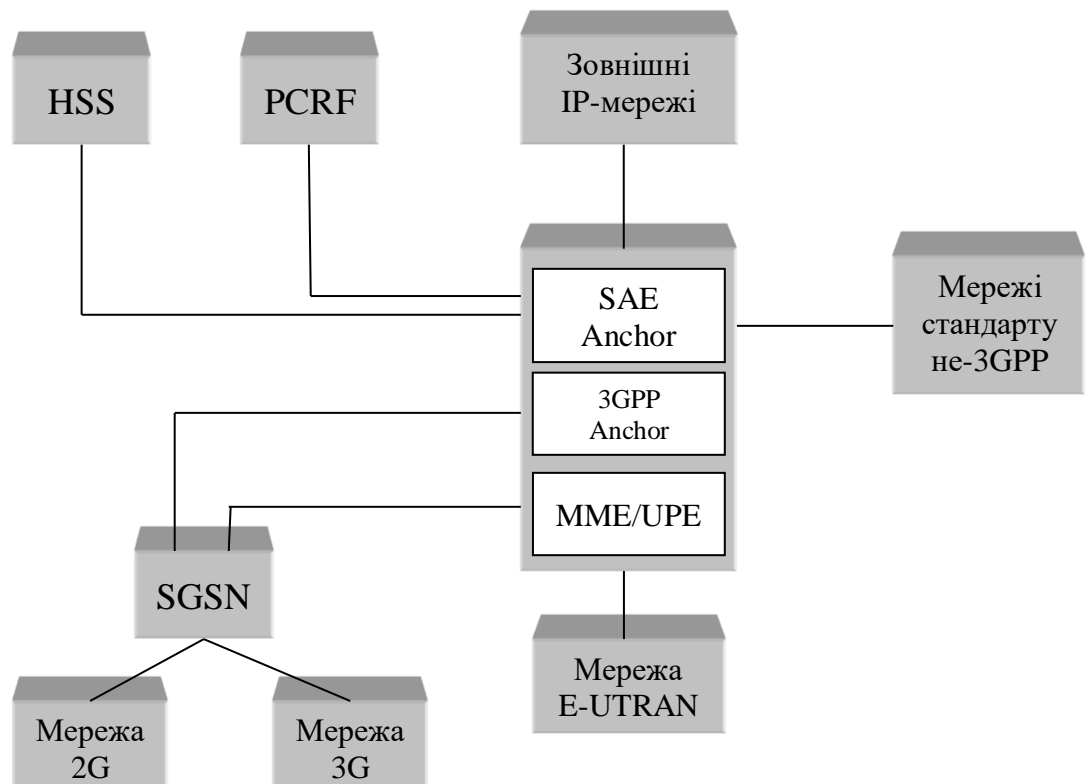 HSS
PCRF
Зовнішні
IP-мережі
SAE
Anchor
Мережі
стандарту
не-3GPP
3GPP
Anchor
MME/UPE
SGSN
Мережа
E-UTRAN
Мережа
2G
Мережа
3G